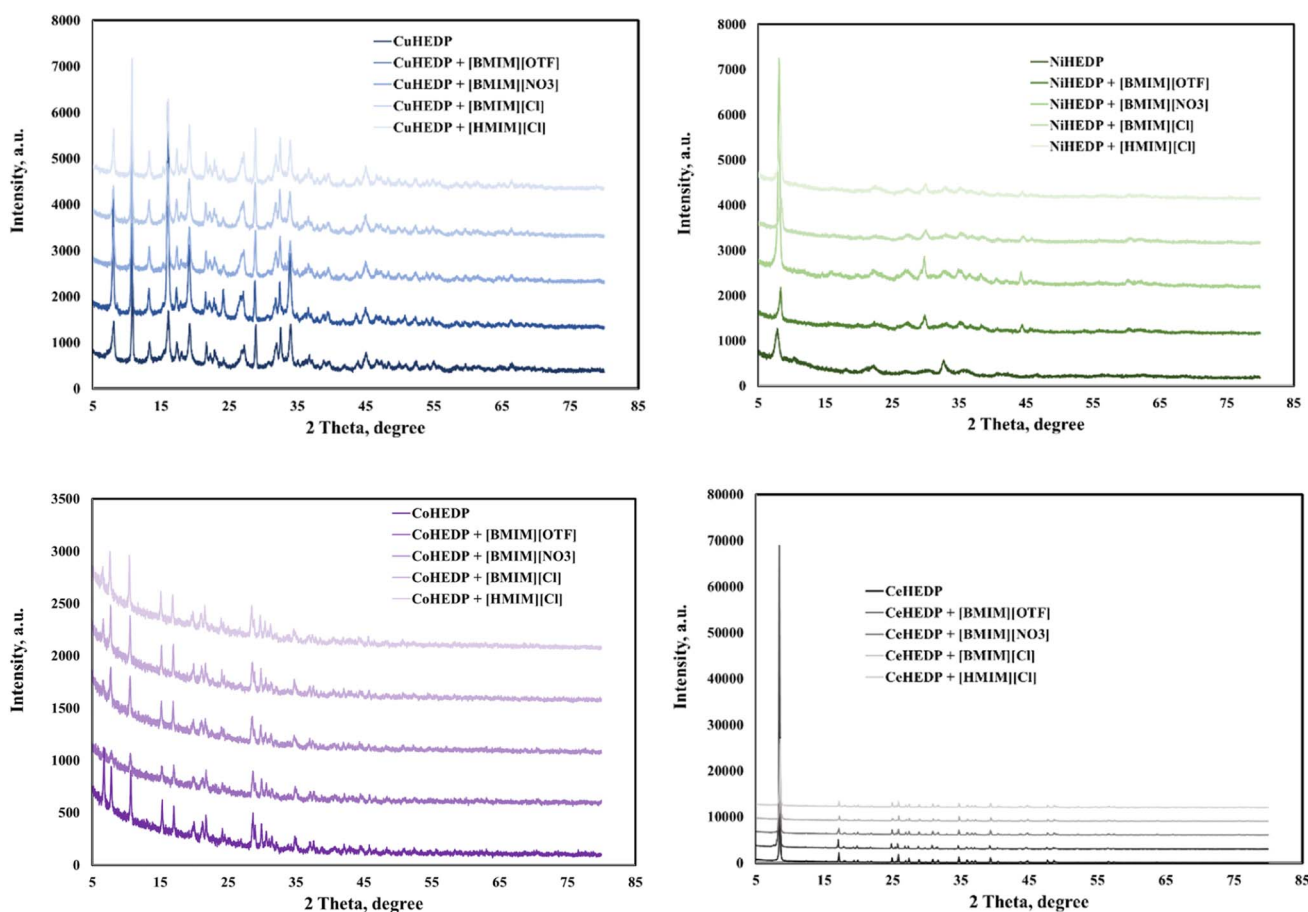 8000
7000
6000
5000
4000
3000
2000
1000
0
Intensity, a.u.
CuHEDP
CuHEDP + [BMIM][OTF]
CuHEDP + [BMIM][NO3]
CuHEDP + [BMIM][Cl]
CuHEDP + [HMIM][Cl]
5 15 25 35 45 55 65 75 85
2 Theta, degree
8000
7000
6000
5000
4000
3000
2000
1000
0
Intensity, a.u.
NiHEDP
NiHEDP + [BMIM][OTF]
NiHEDP + [BMIM][NO3]
NiHEDP + [BMIM][Cl]
NiHEDP + [HMIM][Cl]
5 15 25 35 45 55 65 75 85
2 Theta, degree
3500
3000
2500
2000
1500
1000
500
0
Intensity, a.u.
CoHEDP
CoHEDP + [BMIM][OTF]
CoHEDP + [BMIM][NO3]
CoHEDP + [BMIM][Cl]
CoHEDP + [HMIM][Cl]
5 15 25 35 45 55 65 75 85
2 Theta, degree
80000
70000
60000
50000
40000
30000
20000
10000
0
Intensity, a.u.
CeHEDP
CeHEDP + [BMIM][OTF]
CeHEDP + [BMIM][NO3]
CeHEDP + [BMIM][Cl]
CeHEDP + [HMIM][Cl]
5 15 25 35 45 55 65 75 85
2 Theta, degree